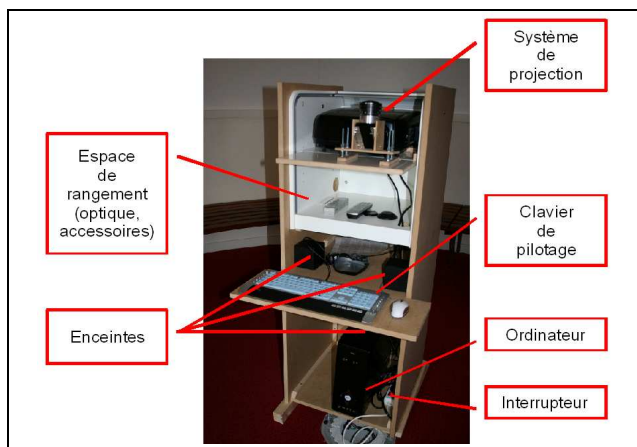 Système
de
projection
Espace
de
rangement
(optique,
accessoires)
Clavier
de
pilotage
Enceintes
Ordinateur
Interrupteur